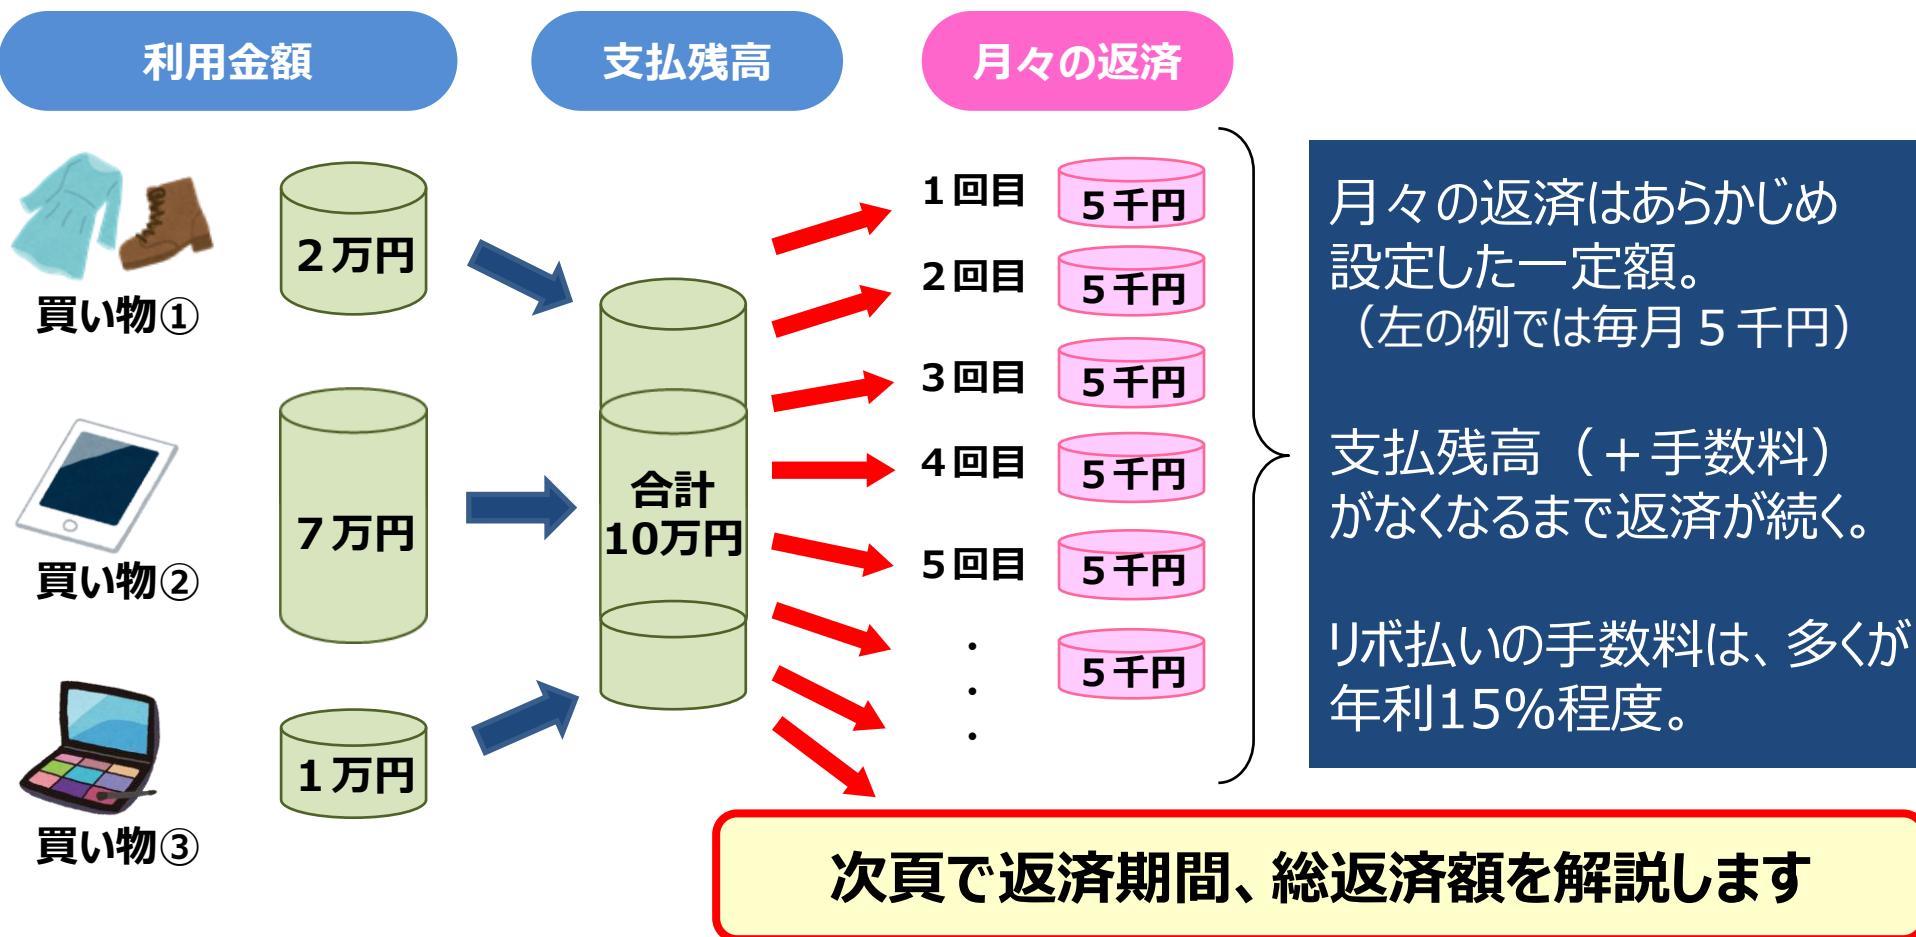 利用金額
支払残高
月々の返済
買い物①
2万円
買い物②
7万円
買い物③
1万円
合計
10万円
1回目
5千円
2回目
5千円
3回目
5千円
4回目
5千円
5回目
5千円
・
・
・
5千円
月々の返済はあらかじめ
設定した一定額。
（左の例では毎月5千円）
支払残高（＋手数料）
がなくなるまで返済が続く。
リボ払いの手数料は、多くが
年利15%程度。
次頁で返済期間、総返済額を解説します